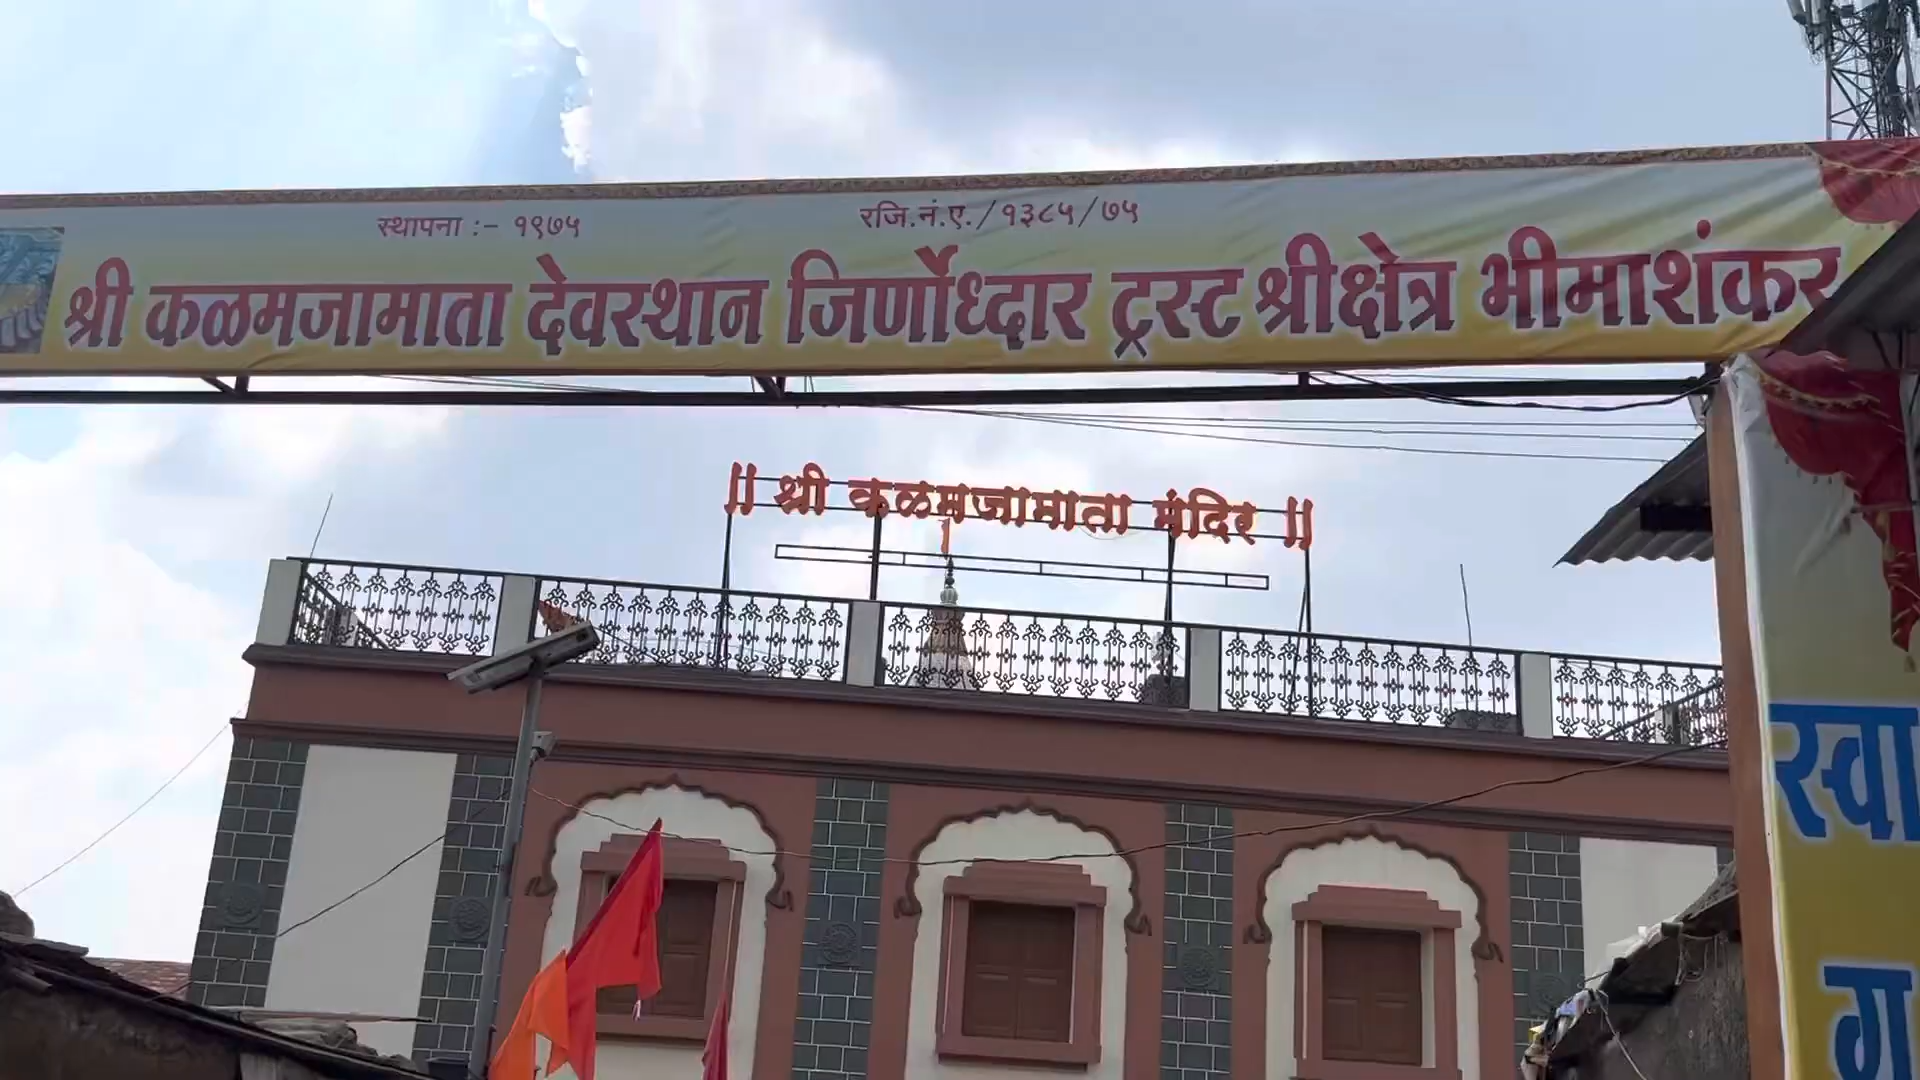 स्थापना :- १९७५ रजि.नं.ए./१३८५/७५
श्री कळमजामाता देवस्थान जिर्णोध्दार ट्रस्ट श्रीक्षेत्र भीमाशंकर
|| श्री कळमजामाता मंदिर ||